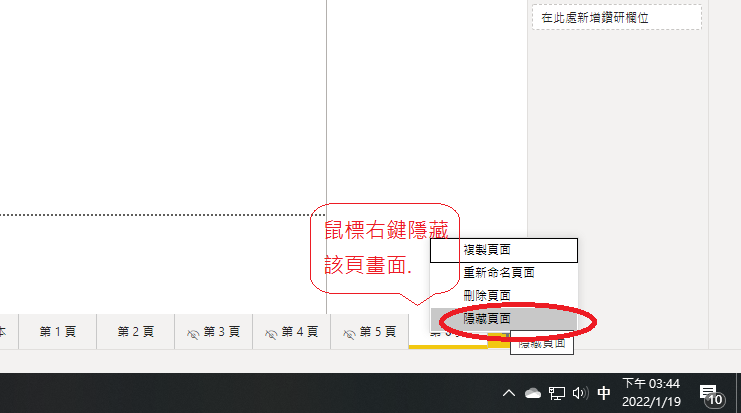 在此處新增鑽研欄位
鼠標右鍵隱藏
該頁畫面.
複製頁面
重新命名頁面
刪除頁面
隱藏頁面
隱藏頁面
本
第 1 頁
第 2 頁
第 3 頁
第 4 頁
第 5 頁
中
下午 03:44
2022/1/19
10